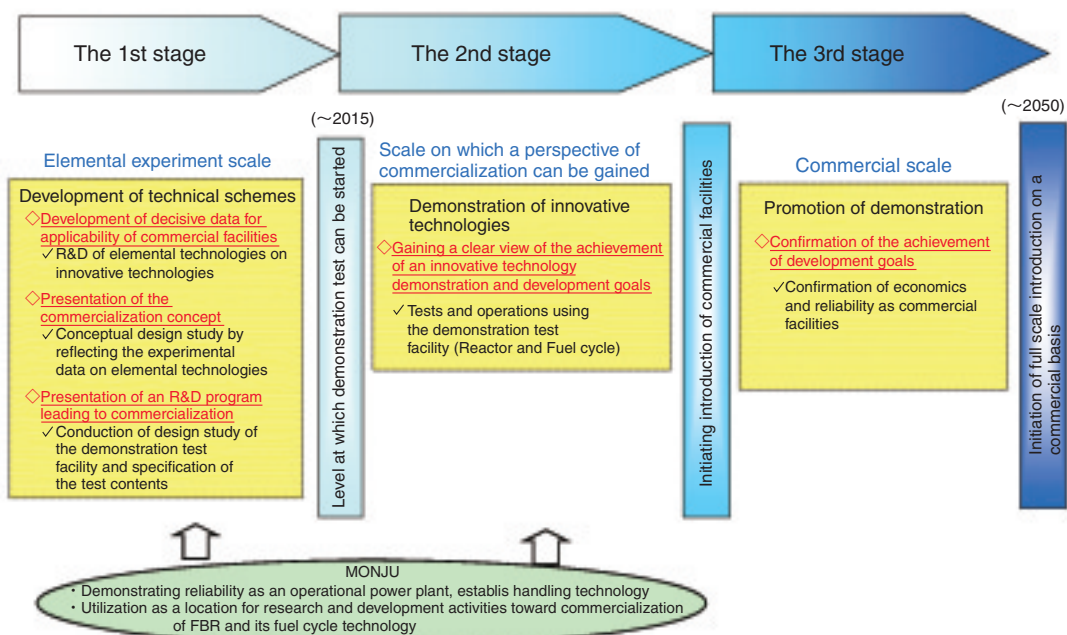 The 1st stage
The 2nd stage
The 3rd stage
(~2015)
(~2050)
Elemental experiment scale
Development of technical schemes
◇Development of decisive data for
applicability of commercial facilities
✓ R&D of elemental technologies on
innovative technologies
◇Presentation of the
commercialization concept
✓ Conceptual design study by
reflecting the experimental
data on elemental technologies
◇Presentation of an R&D program
leading to commercialization
✓ Conduction of design study of
the demonstration test
facility and specification of
the test contents
Level at which demonstration test can be started
Scale on which a perspective of
commercialization can be gained
Demonstration of innovative
technologies
◇Gaining a clear view of the achievement
of an innovative technology
demonstration and development goals
✓ Tests and operations using
the demonstration test
facility (Reactor and Fuel cycle)
Initiating introduction of commercial facilities
Commercial scale
Promotion of demonstration
◇Confirmation of the achievement
of development goals
✓Confirmation of economics
and reliability as commercial
facilities
Initiation of full scale introduction on a
commercial basis
MONJU
· Demonstrating reliability as an operational power plant, establis handling technology
· Utilization as a location for research and development activities toward commercialization
of FBR and its fuel cycle technology